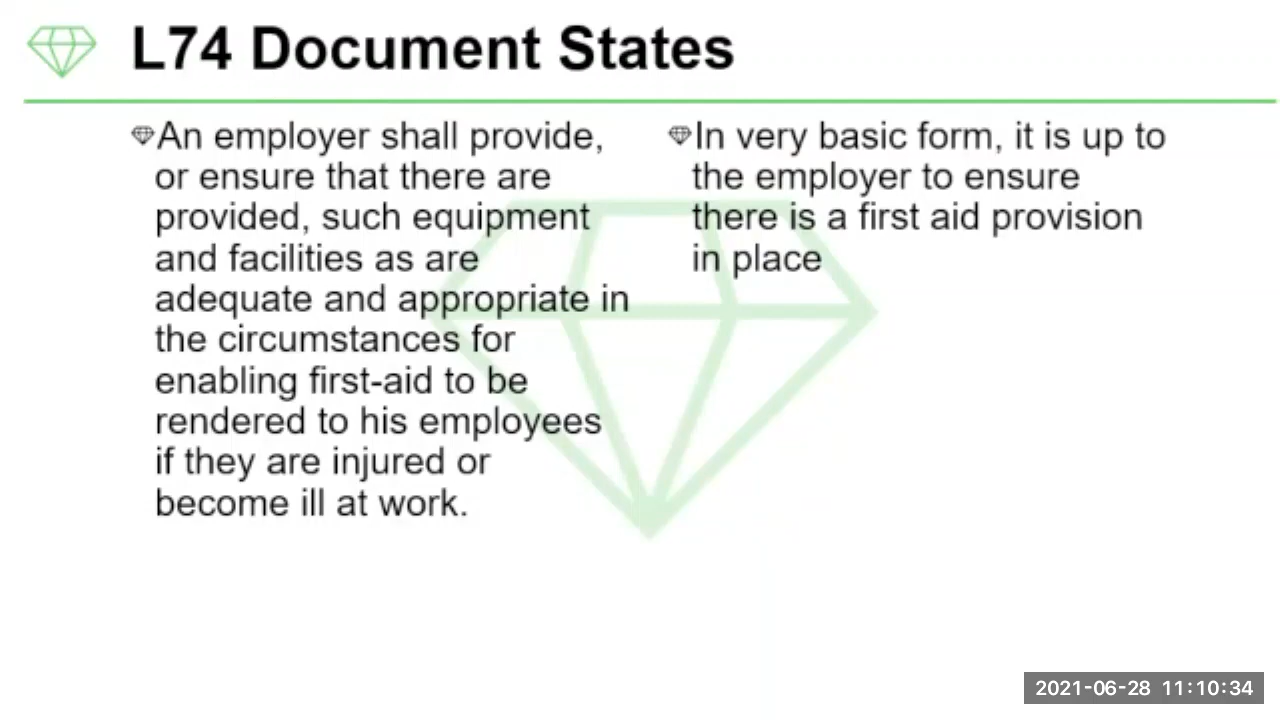 L74 Document States
An employer shall provide,
or ensure that there are
provided, such equipment
and facilities as are
adequate and appropriate in
the circumstances for
enabling first-aid to be
rendered to his employees
if they are injured or
become ill at work.
In very basic form, it is up to
the employer to ensure
there is a first aid provision
in place
2021-06-28 11:10:34